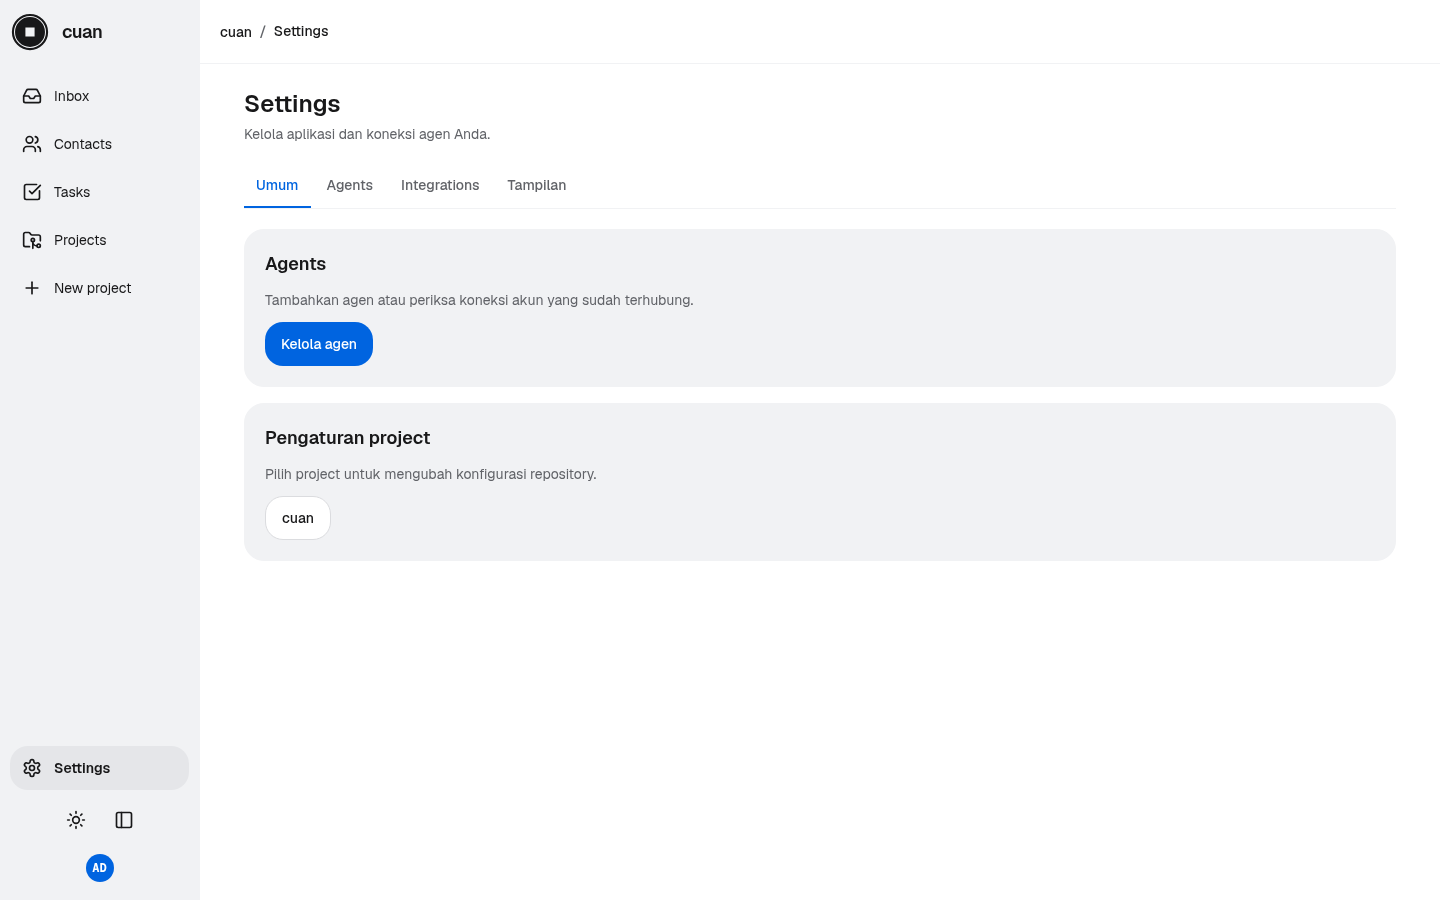 cuan
Inbox
Contacts
Tasks
Projects
New project
Settings
AD
cuan / Settings
Settings
Kelola aplikasi dan koneksi agen Anda.
Umum Agents Integrations Tampilan
Agents
Tambahkan agen atau periksa koneksi akun yang sudah terhubung.
Kelola agen
Pengaturan project
Pilih project untuk mengubah konfigurasi repository.
cuan